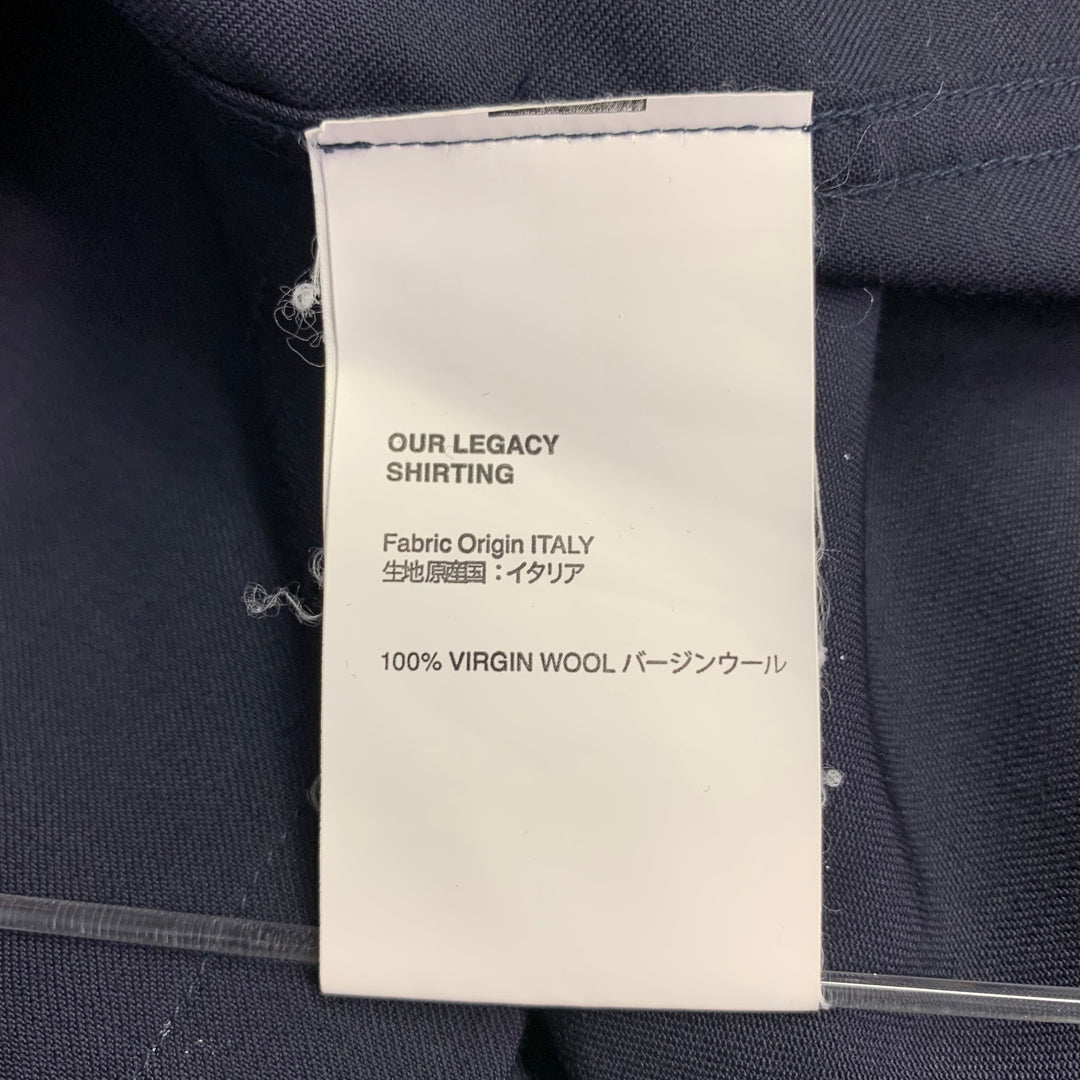 OUR LEGACY
SHIRTING
Fabric Origin ITALY
生地原産国：イタリア
100% VIRGIN WOOL バージンウール